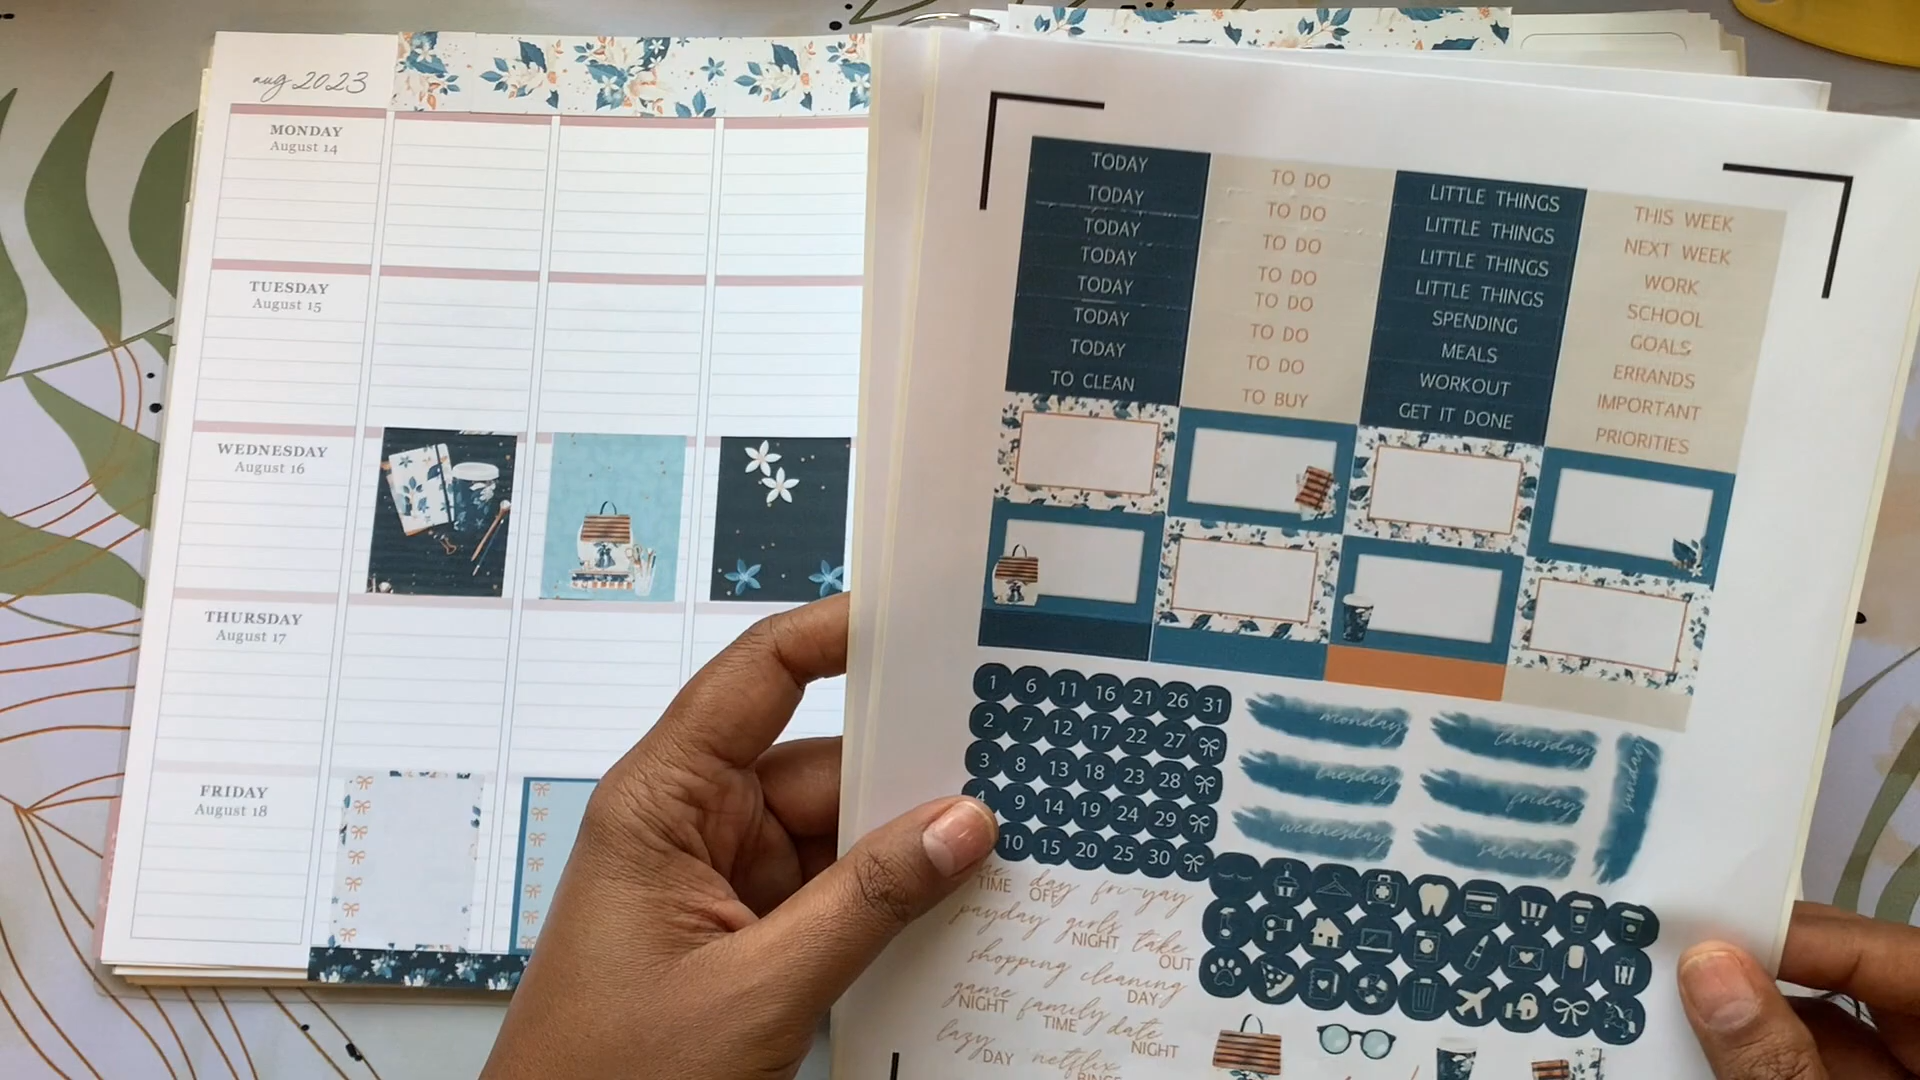 aug 2023
MONDAY
August 14
TUESDAY
August 15
WEDNESDAY
August 16
THURSDAY
August 17
FRIDAY
August 18
TODAY
TODAY
TODAY
TODAY
TODAY
TODAY
TODAY
TO CLEAN
TO DO
TO DO
TO DO
TO DO
TO DO
TO DO
TO DO
TO BUY
LITTLE THINGS
LITTLE THINGS
LITTLE THINGS
LITTLE THINGS
SPENDING
MEALS
WORKOUT
GET IT DONE
THIS WEEK
NEXT WEEK
WORK
SCHOOL
GOALS
ERRANDS
IMPORTANT
PRIORITIES
1 6 11 16 21 26 31
2 7 12 17 22 27
3 8 13 18 23 28
4 9 14 19 24 29
10 15 20 25 30
monday
tuesday
wednesday
thursday
friday
saturday
sunday
TIME day OFF fri-yay
payday girls NIGHT take OUT
shopping cleaning DAY
game NIGHT family TIME date NIGHT
lazy DAY netflix BINGE